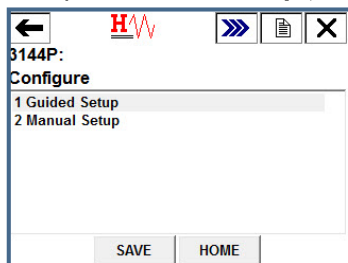 H
3144P:
Configure
1 Guided Setup
2 Manual Setup
SAVE HOME